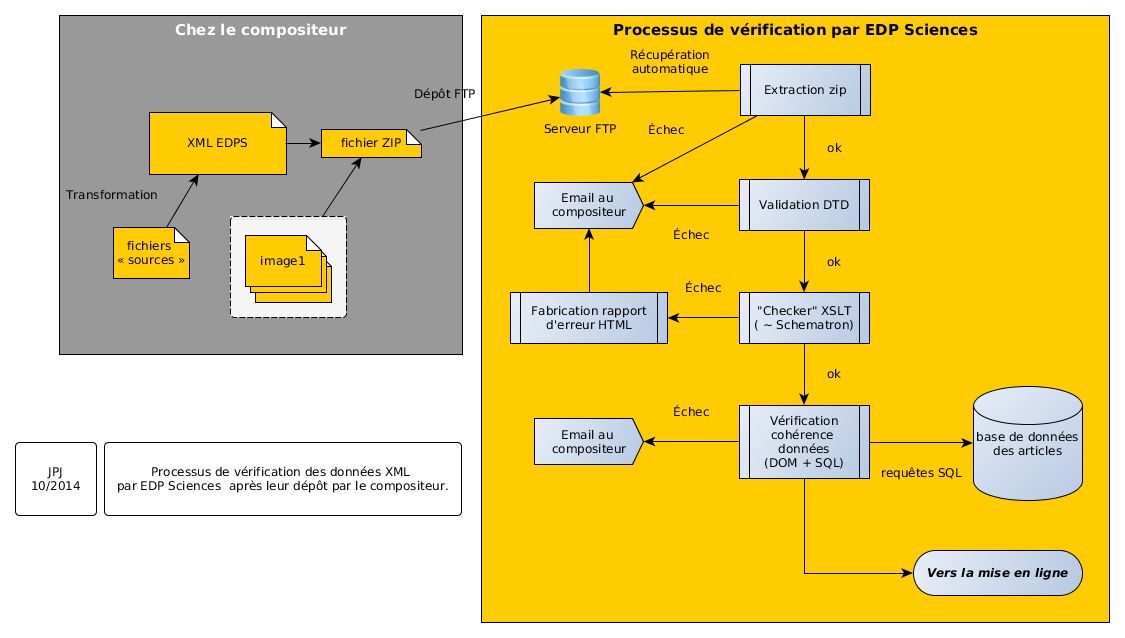 Chez le compositeur
XML EDPS
fichier ZIP
Transformation
fichiers
« sources »
image1
Dépôt FTP
Processus de vérification par EDP Sciences
Récupération
automatique
Serveur FTP
Extraction zip
Échec
ok
Email au
compositeur
Validation DTD
Échec
ok
Échec
Fabrication rapport
d'erreur HTML
"Checker" XSLT
( ~ Schematron)
ok
Échec
Email au
compositeur
Vérification
cohérence
données
(DOM + SQL)
requêtes SQL
base de données
des articles
Vers la mise en ligne
JPJ
10/2014
Processus de vérification des données XML
par EDP Sciences  après leur dépôt par le compositeur.